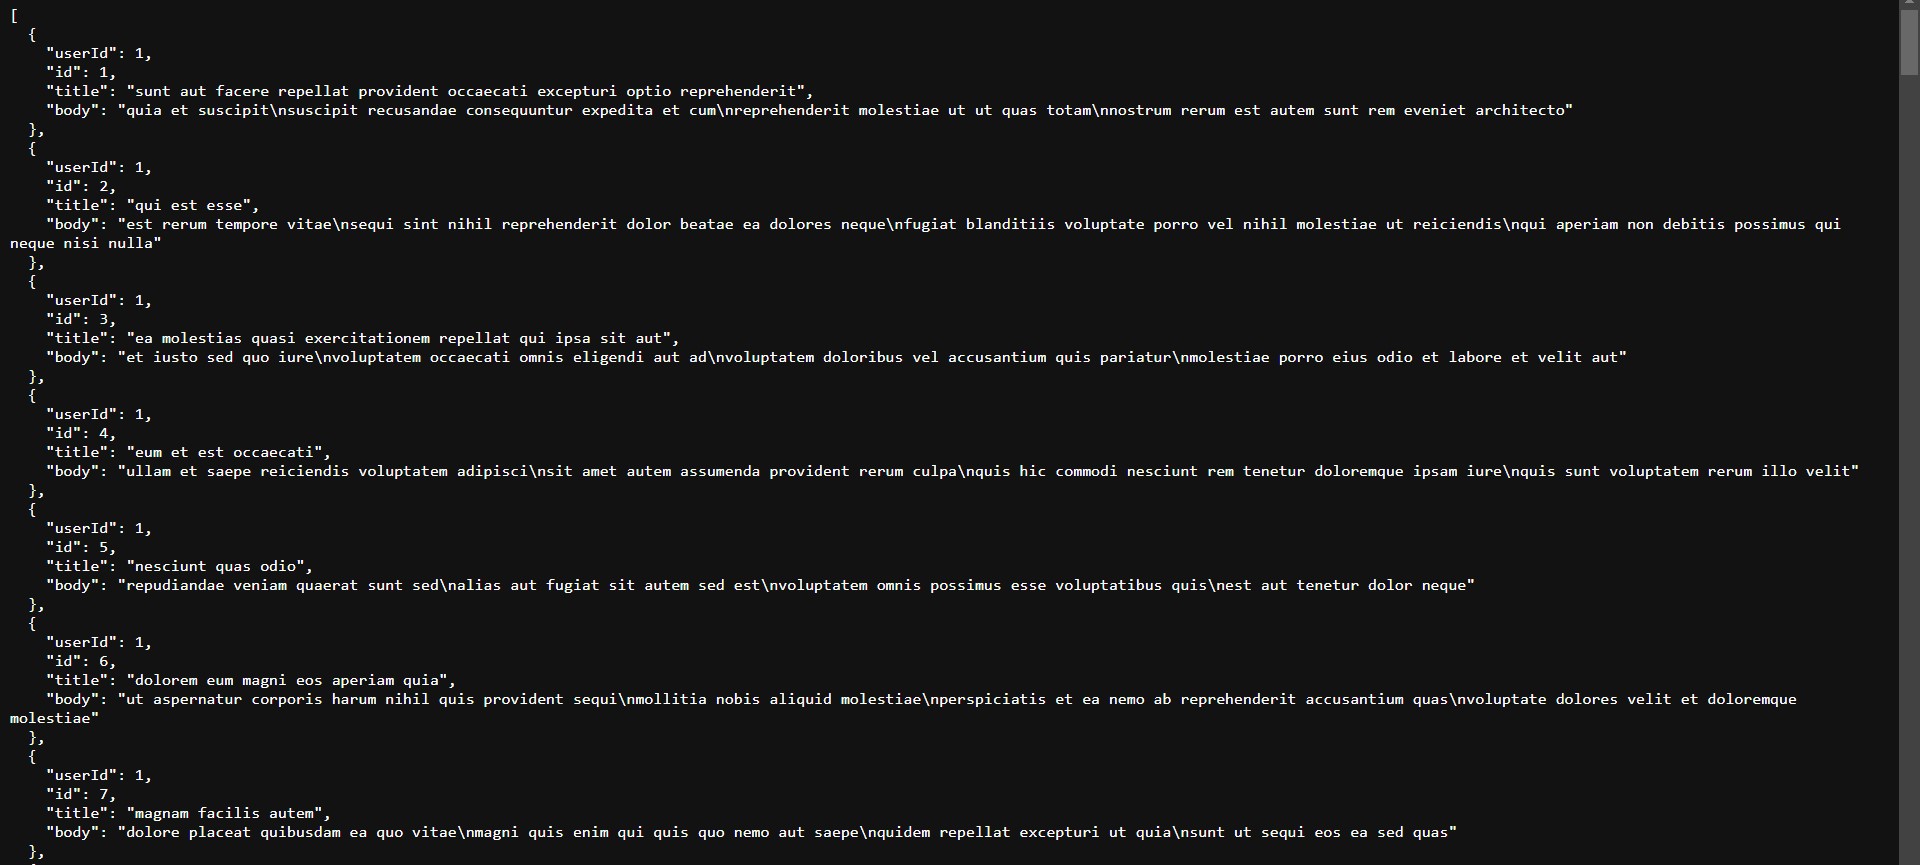 [
  {
    "userId": 1,
    "id": 1,
    "title": "sunt aut facere repellat provident occaecati excepturi optio reprehenderit",
    "body": "quia et suscipit\nsuscipit recusandae consequuntur expedita et cum\nreprehenderit molestiae ut ut quas totam\nnostrum rerum est autem sunt rem eveniet architecto"
  },
  {
    "userId": 1,
    "id": 2,
    "title": "qui est esse",
    "body": "est rerum tempore vitae\nsequi sint nihil reprehenderit dolor beatae ea dolores neque\nfugiat blanditiis voluptate porro vel nihil molestiae ut reiciendis\nqui aperiam non debitis possimus qui
neque nisi nulla"
  },
  {
    "userId": 1,
    "id": 3,
    "title": "ea molestias quasi exercitationem repellat qui ipsa sit aut",
    "body": "et iusto sed quo iure\nvoluptatem occaecati omnis eligendi aut ad\nvoluptatem doloribus vel accusantium quis pariatur\nmolestiae porro eius odio et labore et velit aut"
  },
  {
    "userId": 1,
    "id": 4,
    "title": "eum et est occaecati",
    "body": "ullam et saepe reiciendis voluptatem adipisci\nsit amet autem assumenda provident rerum culpa\nquis hic commodi nesciunt rem tenetur doloremque ipsam iure\nquis sunt voluptatem rerum illo velit"
  },
  {
    "userId": 1,
    "id": 5,
    "title": "nesciunt quas odio",
    "body": "repudiandae veniam quaerat sunt sed\nalias aut fugiat sit autem sed est\nvoluptatem omnis possimus esse voluptatibus quis\nest aut tenetur dolor neque"
  },
  {
    "userId": 1,
    "id": 6,
    "title": "dolorem eum magni eos aperiam quia",
    "body": "ut aspernatur corporis harum nihil quis provident sequi\nmollitia nobis aliquid molestiae\nperspiciatis et ea nemo ab reprehenderit accusantium quas\nvoluptate dolores velit et doloremque
molestiae"
  },
  {
    "userId": 1,
    "id": 7,
    "title": "magnam facilis autem",
    "body": "dolore placeat quibusdam ea quo vitae\nmagni quis enim qui quis quo nemo aut saepe\nquidem repellat excepturi ut quia\nsunt ut sequi eos ea sed quas"
  },